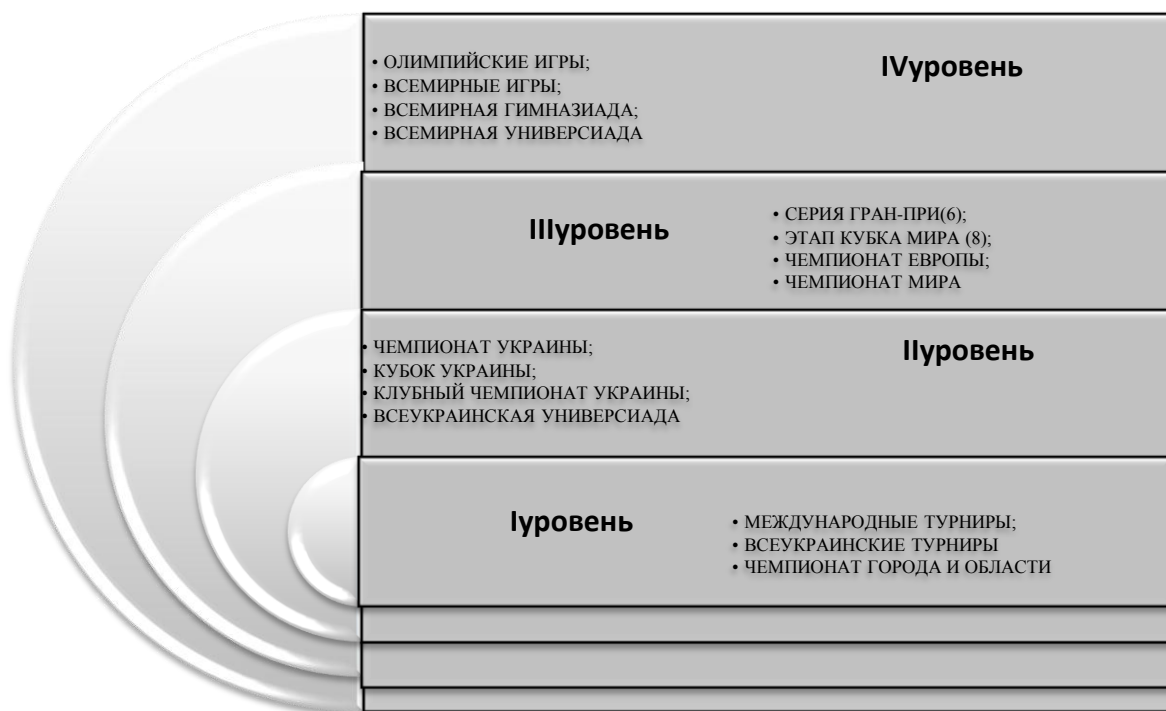 • ОЛИМПИЙСКИЕ ИГРЫ;
• ВСЕМИРНЫЕ ИГРЫ;
• ВСЕМИРНАЯ ГИМНАЗИАДА;
• ВСЕМИРНАЯ УНИВЕРСИАДА
IVуровень
IIIуровень
• СЕРИЯ ГРАН-ПРИ(6);
• ЭТАП КУБКА МИРА (8);
• ЧЕМПИОНАТ ЕВРОПЫ;
• ЧЕМПИОНАТ МИРА
• ЧЕМПИОНАТ УКРАИНЫ;
• КУБОК УКРАИНЫ;
• КЛУБНЫЙ ЧЕМПИОНАТ УКРАИНЫ;
• ВСЕУКРАИНСКАЯ УНИВЕРСИАДА
IIуровень
Iуровень
• МЕЖДУНАРОДНЫЕ ТУРНИРЫ;
• ВСЕУКРАИНСКИЕ ТУРНИРЫ
• ЧЕМПИОНАТ ГОРОДА И ОБЛАСТИ